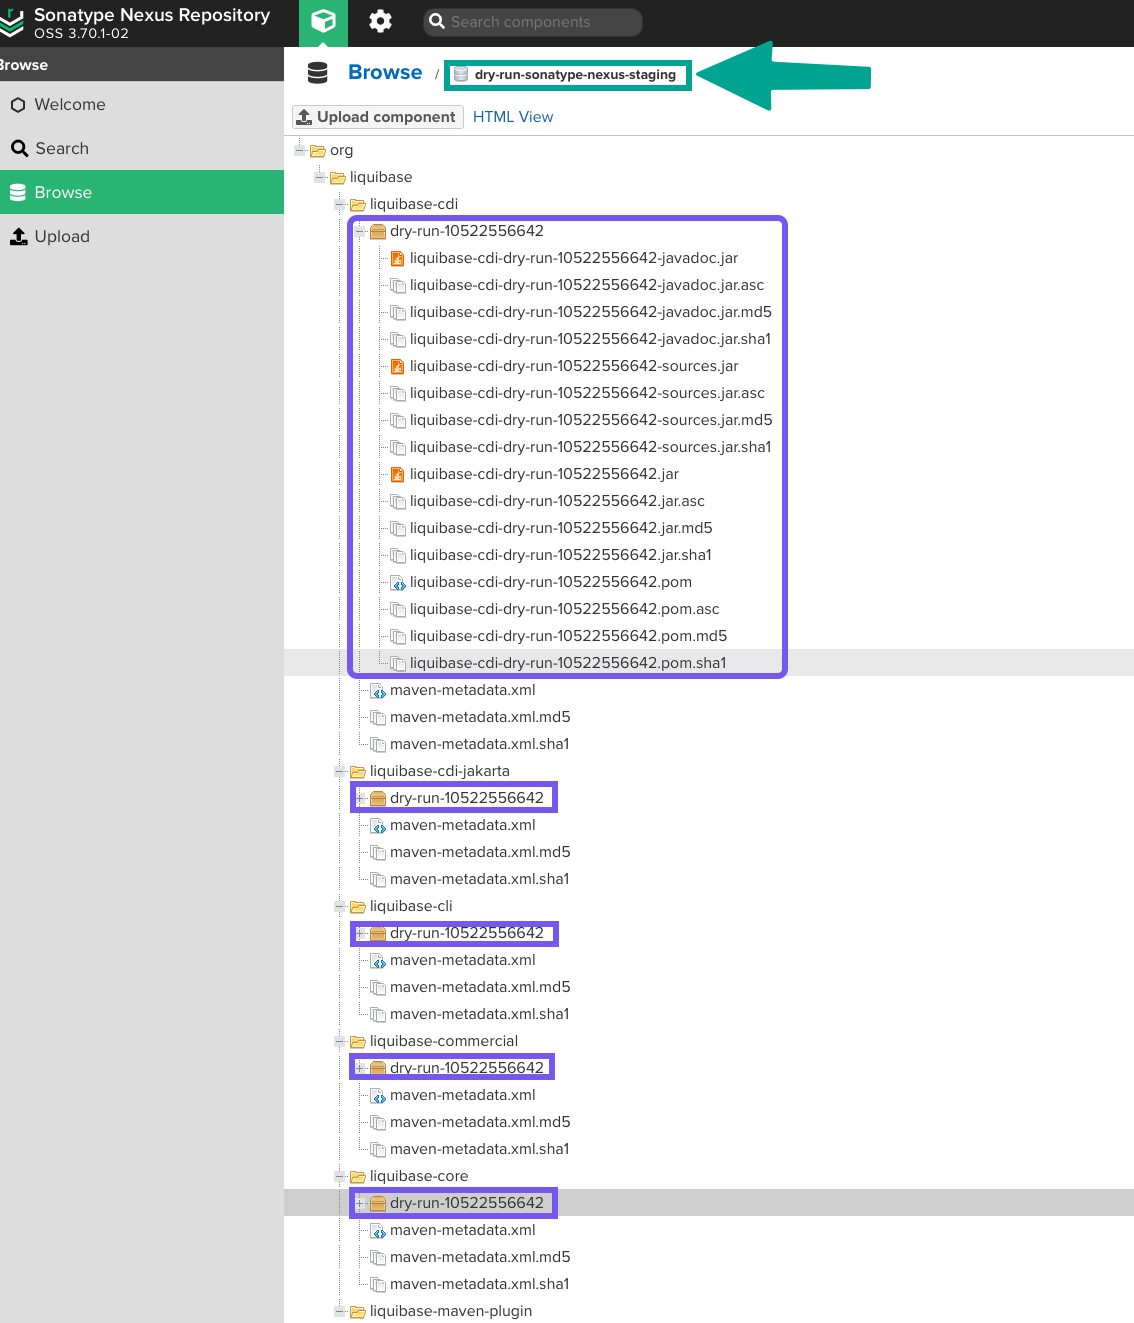 Sonatype Nexus Repository
OSS 3.70.1-02
Search components
Browse
Welcome
Search
Browse
Upload
Browse / dry-run-sonatype-nexus-staging
Upload component HTML View
org
liquibase
liquibase-cdi
dry-run-10522556642
liquibase-cdi-dry-run-10522556642-javadoc.jar
liquibase-cdi-dry-run-10522556642-javadoc.jar.asc
liquibase-cdi-dry-run-10522556642-javadoc.jar.md5
liquibase-cdi-dry-run-10522556642-javadoc.jar.sha1
liquibase-cdi-dry-run-10522556642-sources.jar
liquibase-cdi-dry-run-10522556642-sources.jar.asc
liquibase-cdi-dry-run-10522556642-sources.jar.md5
liquibase-cdi-dry-run-10522556642-sources.jar.sha1
liquibase-cdi-dry-run-10522556642.jar
liquibase-cdi-dry-run-10522556642.jar.asc
liquibase-cdi-dry-run-10522556642.jar.md5
liquibase-cdi-dry-run-10522556642.jar.sha1
liquibase-cdi-dry-run-10522556642.pom
liquibase-cdi-dry-run-10522556642.pom.asc
liquibase-cdi-dry-run-10522556642.pom.md5
liquibase-cdi-dry-run-10522556642.pom.sha1
maven-metadata.xml
maven-metadata.xml.md5
maven-metadata.xml.sha1
liquibase-cdi-jakarta
dry-run-10522556642
maven-metadata.xml
maven-metadata.xml.md5
maven-metadata.xml.sha1
liquibase-cli
dry-run-10522556642
maven-metadata.xml
maven-metadata.xml.md5
maven-metadata.xml.sha1
liquibase-commercial
dry-run-10522556642
maven-metadata.xml
maven-metadata.xml.md5
maven-metadata.xml.sha1
liquibase-core
dry-run-10522556642
maven-metadata.xml
maven-metadata.xml.md5
maven-metadata.xml.sha1
liquibase-maven-plugin